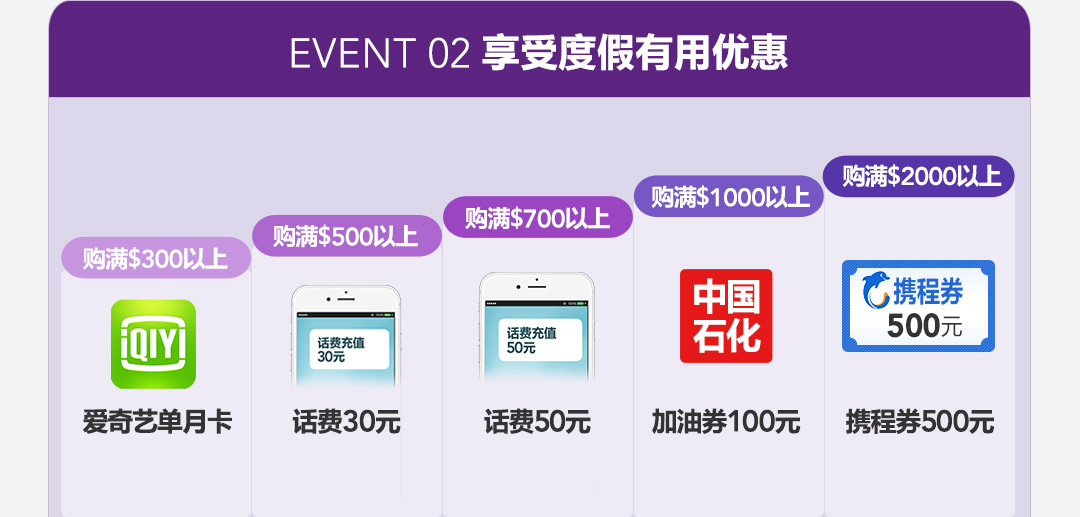 EVENT 02 享受度假有用优惠
购满$300以上
iQIYI
爱奇艺单月卡
购满$500以上
话费充值
30元
话费30元
购满$700以上
话费充值
50元
话费50元
购满$1000以上
中国
石化
加油券100元
购满$2000以上
携程券
500元
携程券500元